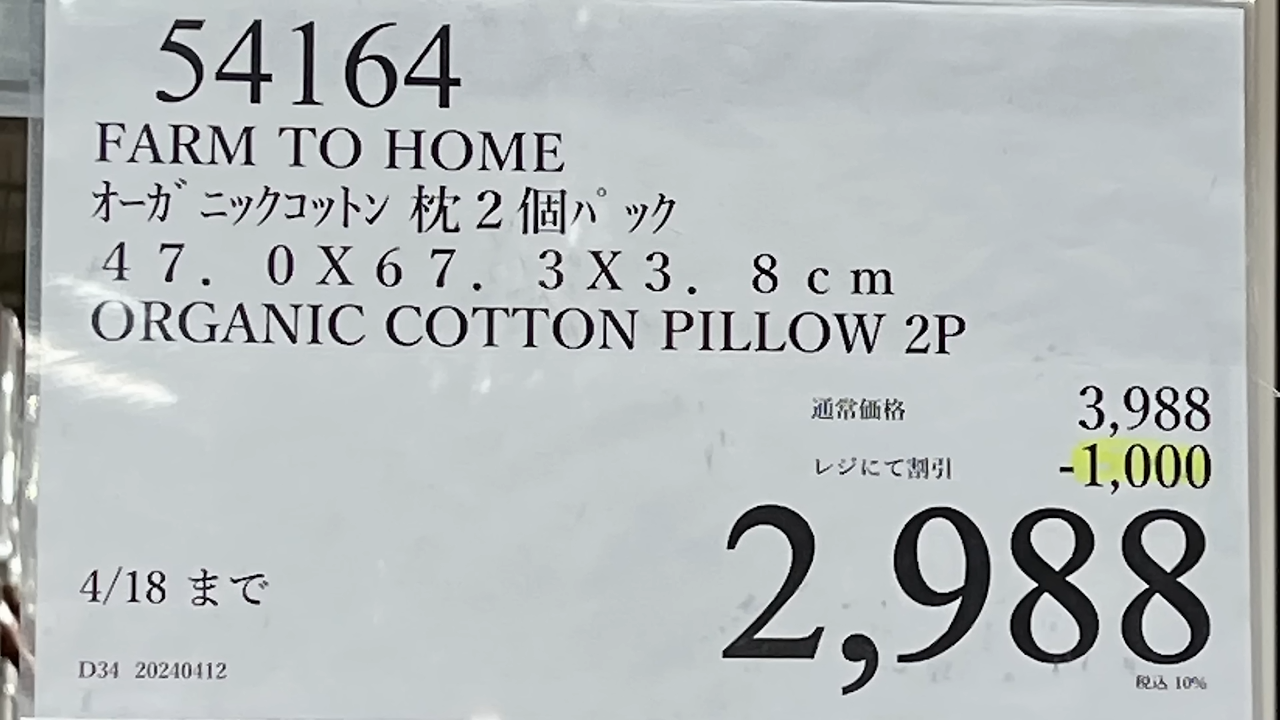 54164
FARM TO HOME
オーガニックコットン 枕2個パック
47.0X67.3X3.8cm
ORGANIC COTTON PILLOW 2P
通常価格 3,988
レジにて割引 -1,000
2,988
4/18 まで
D34 20240412
税込 10%